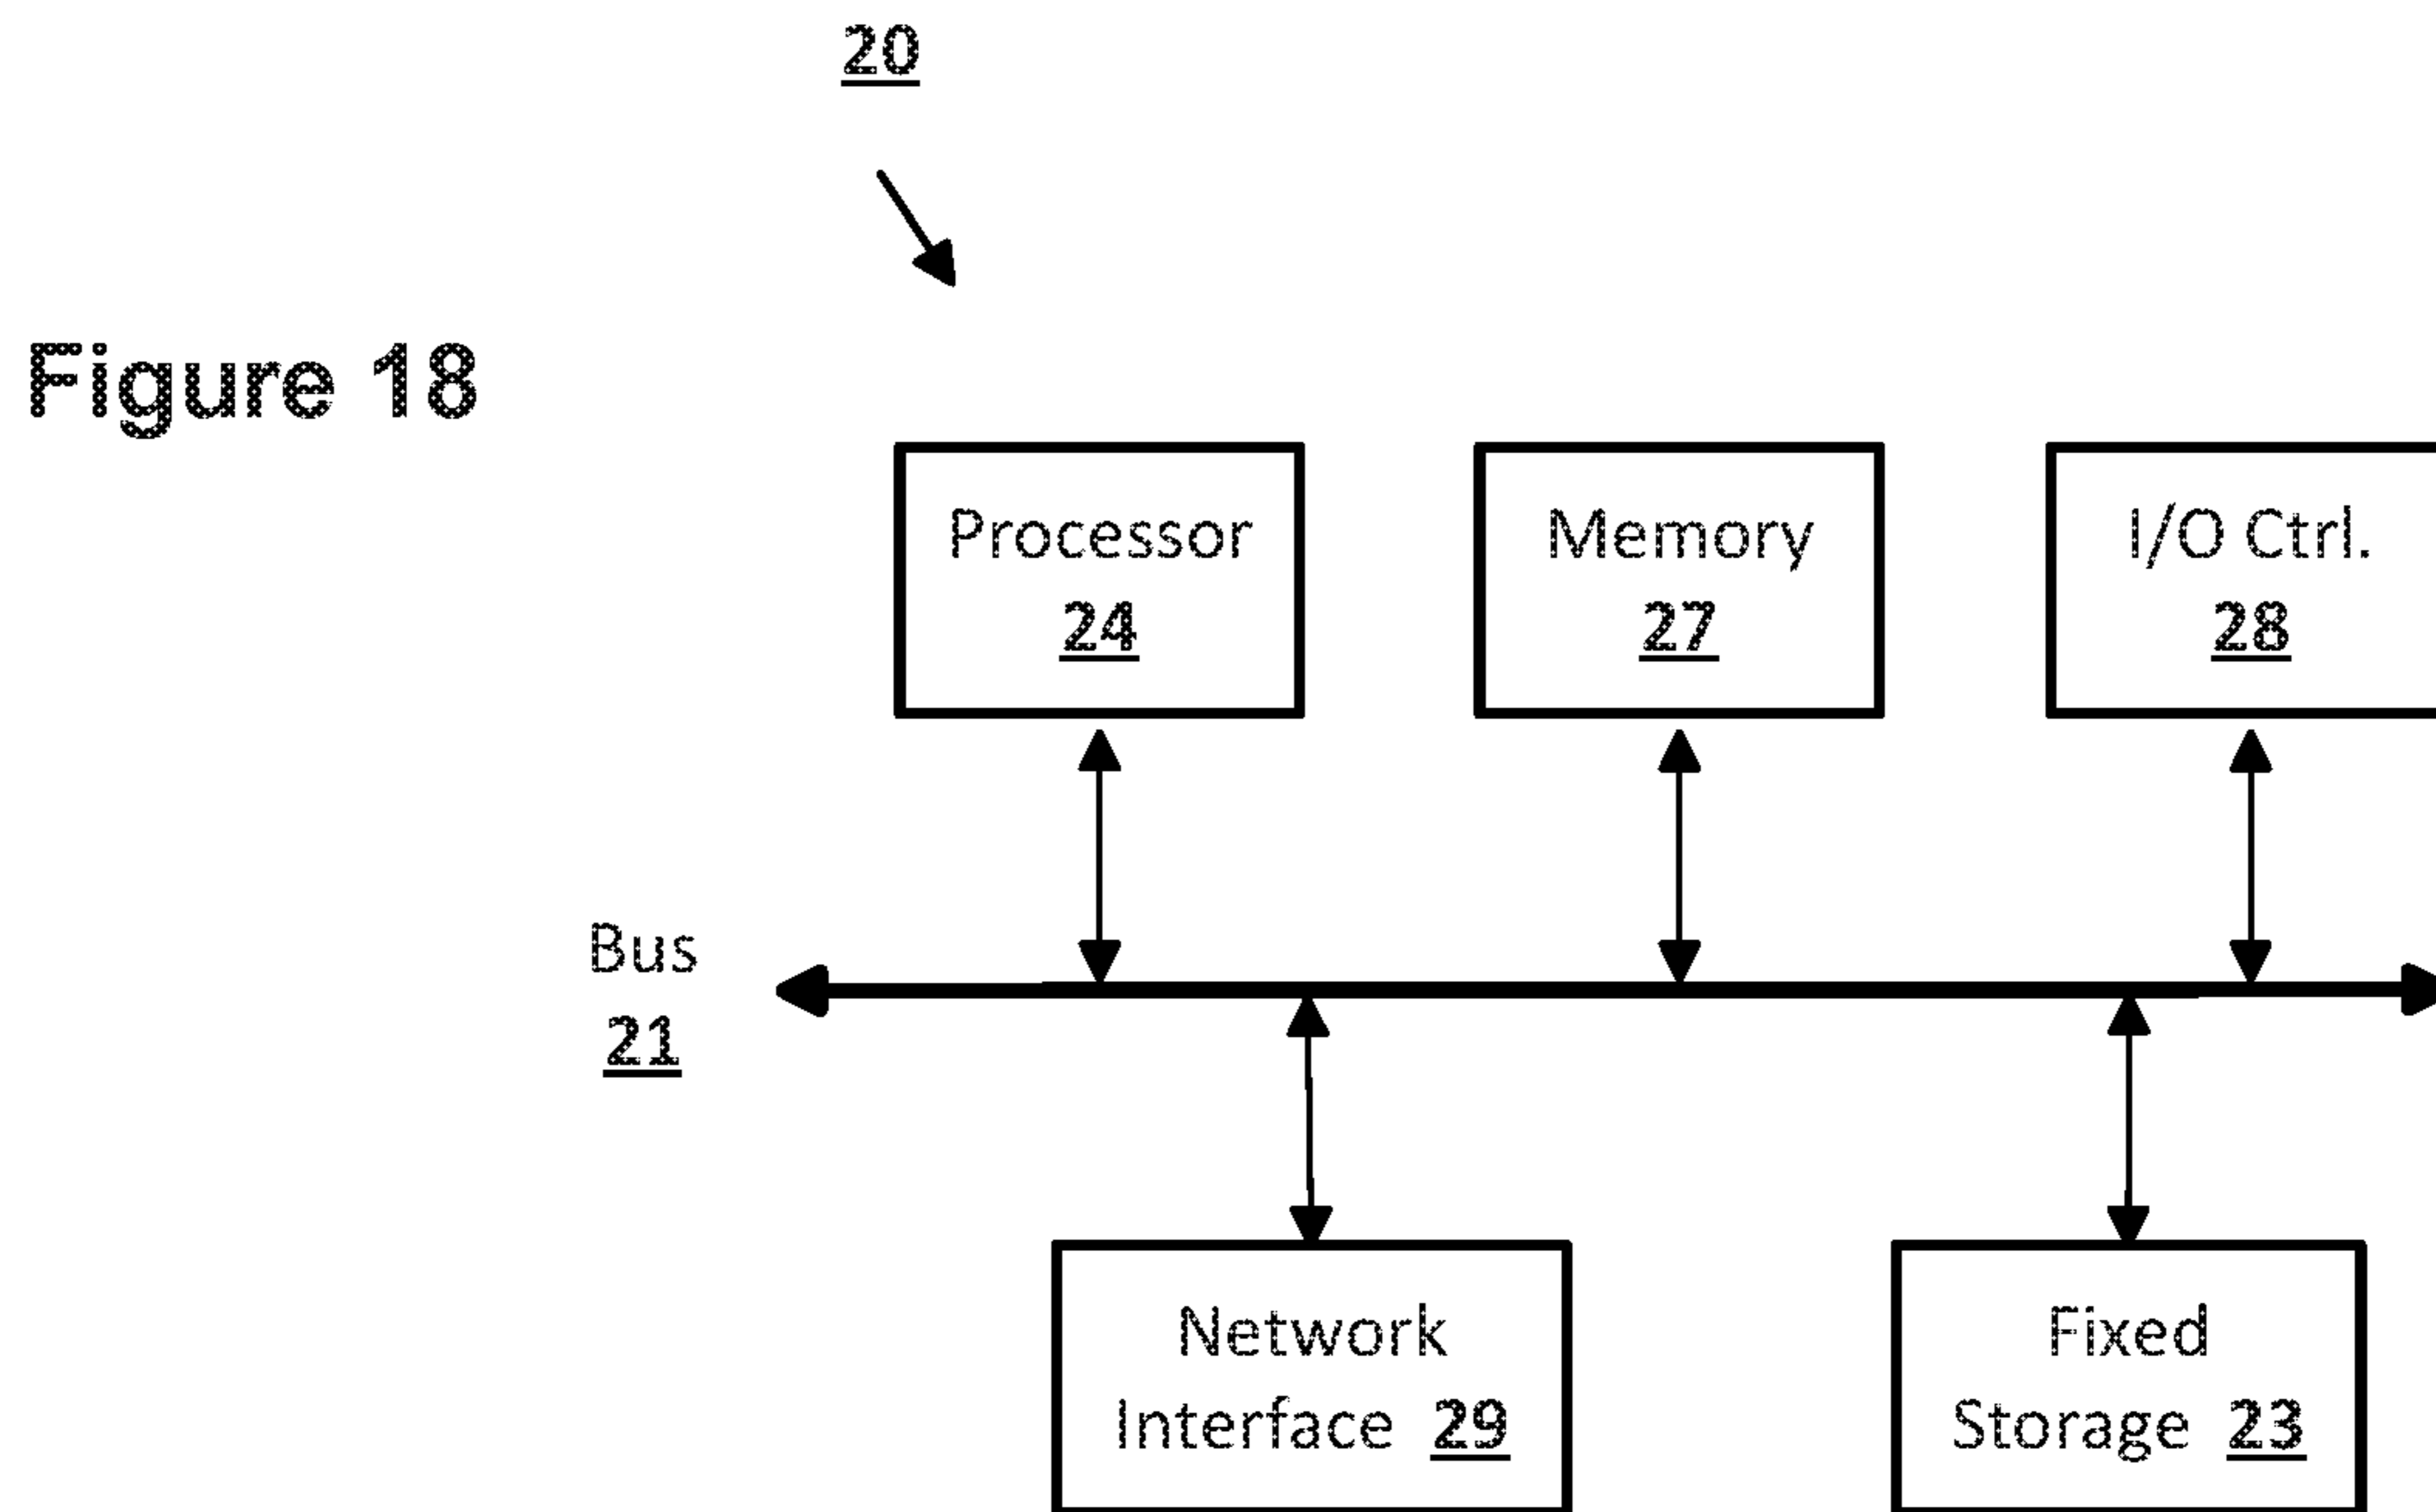 20
Figure 18
Processor
24
Memory
27
I/O Ctrl.
28
Bus
21
Network
Interface 29
Fixed
Storage 23